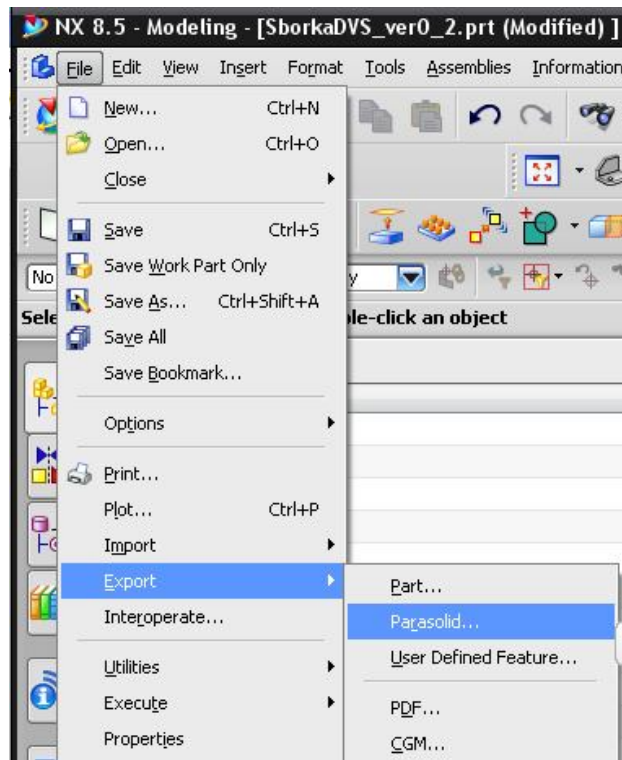 NX 8.5 - Modeling - [SborkaDVS_ver0_2.prt (Modified) ]
File Edit View Insert Format Tools Assemblies Information
New... Ctrl+N
Open... Ctrl+O
Close
Save Ctrl+S
Save Work Part Only
No
y
Save As... Ctrl+Shift+A
Sele
ble-click an object
Save All
Save Bookmark...
Options
Print...
Plot... Ctrl+P
Import
Export
Part...
Interoperate...
Parasolid...
User Defined Feature...
Utilities
Execute
PDF...
Properties
CGM...